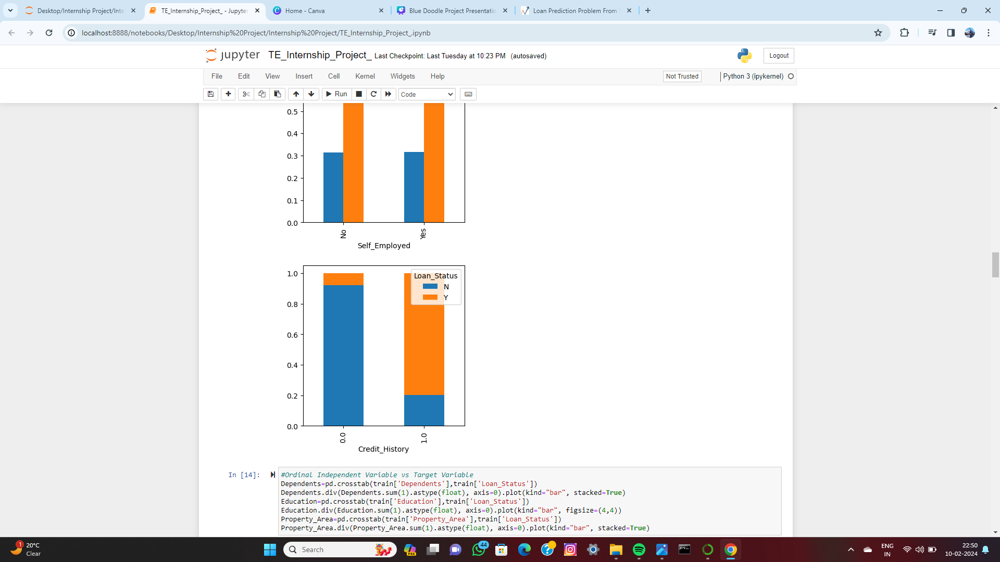 Desktop/Internship Project/Inte
TE_Internship_Project_ - Jupyter
Home - Canva
Blue Doodle Project Presentatio
Loan Prediction Problem From S
localhost:8888/notebooks/Desktop/Internship%20Project/Internship%20Project/TE_Internship_Project_.ipynb
jupyter TE_Internship_Project_ Last Checkpoint: Last Tuesday at 10:23 PM (autosaved)
Logout
File Edit View Insert Cell Kernel Widgets Help
Not Trusted
Python 3 (ipykernel)
Run
Code
0.5
0.4
0.3
0.2
0.1
0.0
No
Yes
Self_Employed
1.0
0.8
0.6
0.4
0.2
0.0
Loan_Status
N
Y
0.0
1.0
Credit_History
In [14]:
#Ordinal Independent Variable vs Target Variable
Dependents=pd.crosstab(train['Dependents'],train['Loan_Status'])
Dependents.div(Dependents.sum(1).astype(float), axis=0).plot(kind="bar", stacked=True)
Education=pd.crosstab(train['Education'],train['Loan_Status'])
Education.div(Education.sum(1).astype(float), axis=0).plot(kind="bar", figsize=(4,4))
Property_Area=pd.crosstab(train['Property_Area'],train['Loan_Status'])
Property_Area.div(Property_Area.sum(1).astype(float), axis=0).plot(kind="bar", stacked=True)
1
20°C
Clear
Search
PRE
44
ENG
IN
22:50
10-02-2024